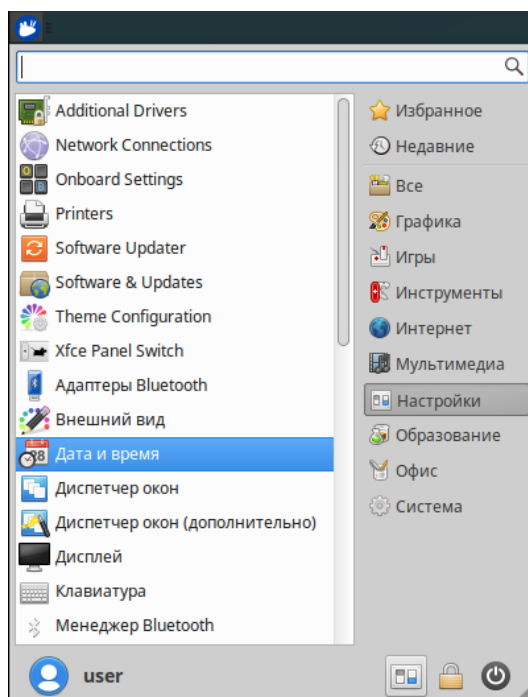 Additional Drivers
Network Connections
Onboard Settings
Printers
Software Updater
Software & Updates
Theme Configuration
Xfce Panel Switch
Адаптеры Bluetooth
Внешний вид
Дата и время
Диспетчер окон
Диспетчер окон (дополнительно)
Дисплей
Клавиатура
Менеджер Bluetooth
Избранное
Недавние
Все
Графика
Игры
Инструменты
Интернет
Мультимедиа
Настройки
Образование
Офис
Система
user